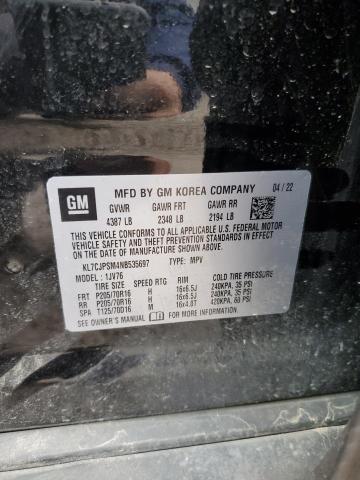 GM
MFD BY GM KOREA COMPANY 04 / 22
GVWR GAWR FRT GAWR RR
4387 LB 2348 LB 2194 LB
THIS VEHICLE CONFORMS TO ALL APPLICABLE U.S. FEDERAL MOTOR
VEHICLE SAFETY, BUMPER, AND THEFT PREVENTION STANDARDS
IN EFFECT ON THE DATE OF MANUFACTURE SHOWN ABOVE.
KL7CJPSM4NB535697 TYPE: MPV
MODEL: 1JV76
TIRE SIZE SPEED RTG RIM COLD TIRE PRESSURE
FRT P205/70R16 H 16x6.5J 240KPA, 35 PSI
RR P205/70R16 H 16x6.5J 240KPA, 35 PSI
SPA T125/70D16 M 16x4.0T 420KPA, 60 PSI
SEE OWNER'S MANUAL FOR ADDITIONAL INFORMATION